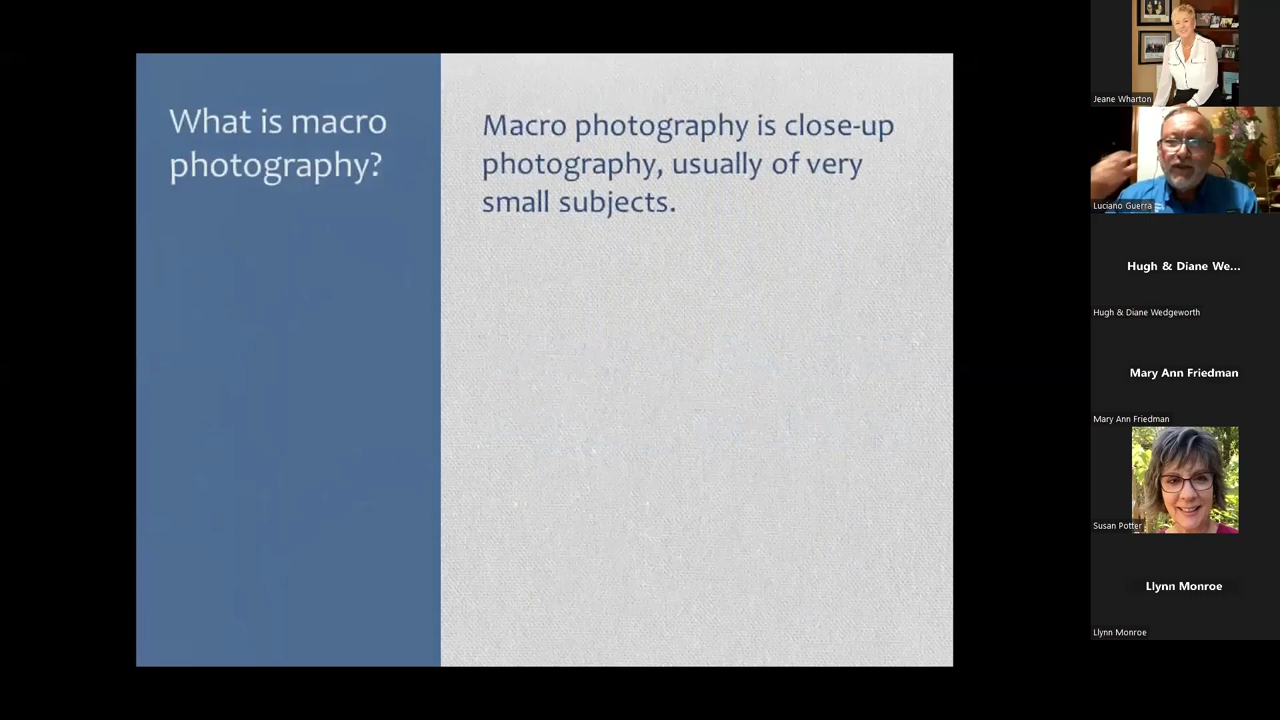 What is macro
photography?
Macro photography is close-up
photography, usually of very
small subjects.
Jeane Wharton
Luciano Guerra
Hugh & Diane We...
Hugh & Diane Wedgeworth
Mary Ann Friedman
Mary Ann Friedman
Susan Potter
Llynn Monroe
Llynn Monroe